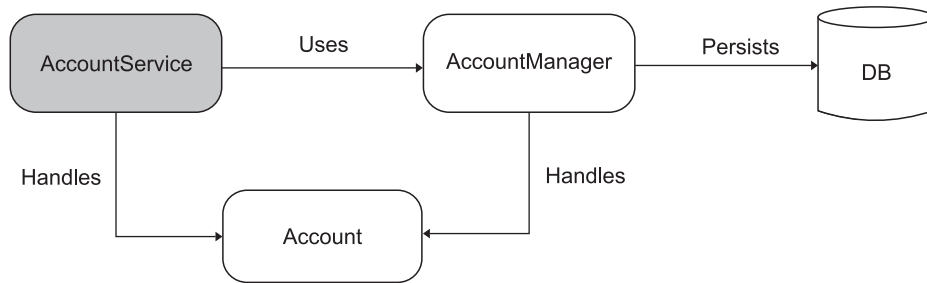 AccountService
Uses
AccountManager
Persists
DB
Handles
Handles
Account